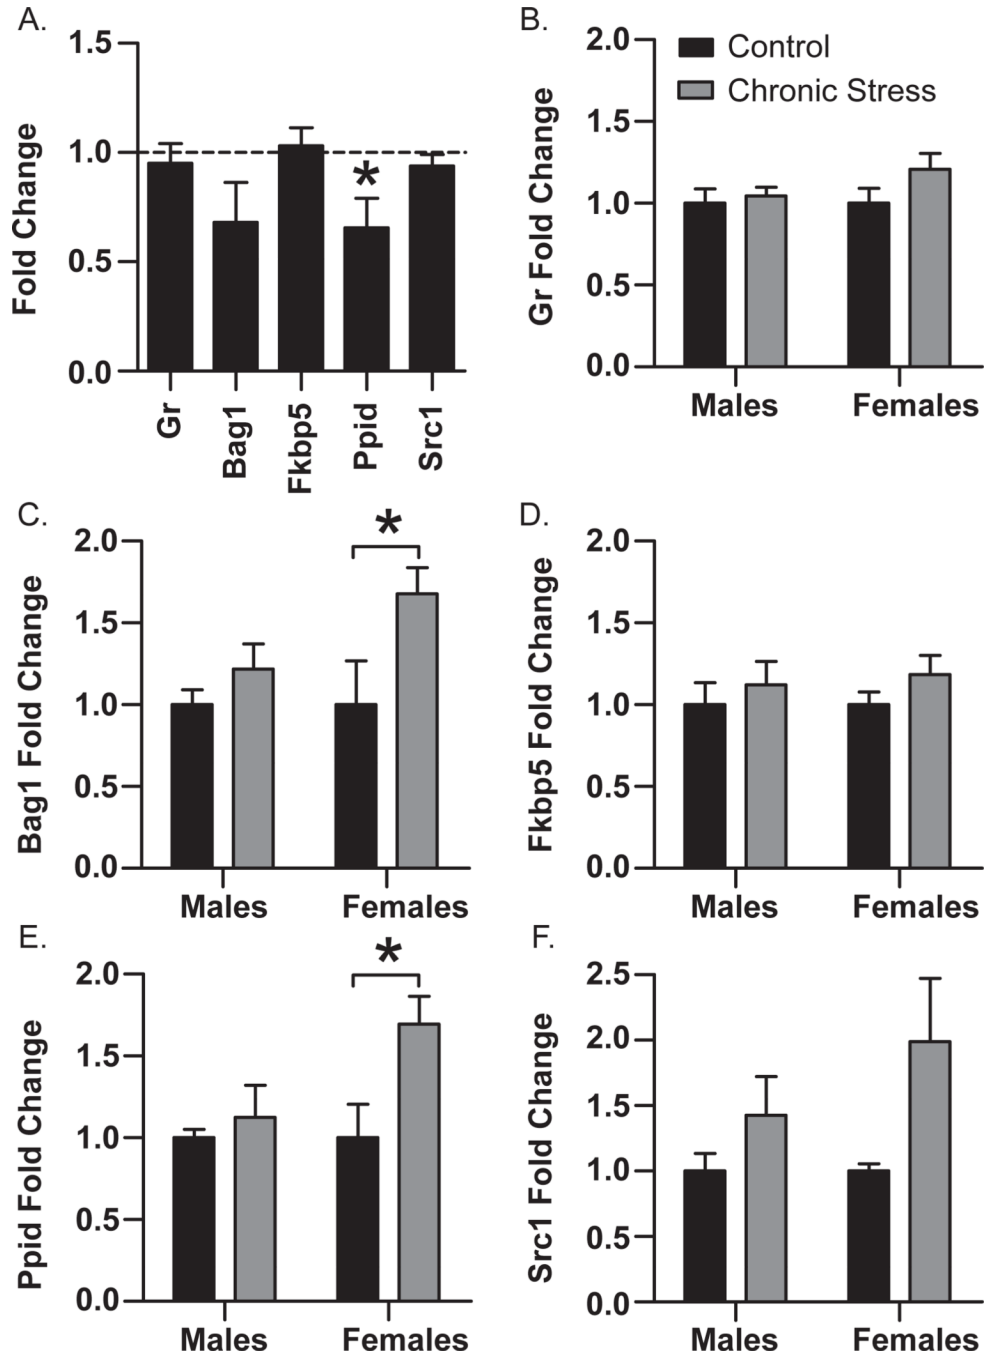 A.
Fold Change
1.5
1.0
0.5
0.0
*
Gr
Bag1
Fkbp5
Ppid
Src1
B.
Gr Fold Change
2.0
1.5
1.0
0.5
0.0
Control
Chronic Stress
Males
Females
C.
Bag1 Fold Change
2.0
1.5
1.0
0.5
0.0
*
Males
Females
D.
Fkbp5 Fold Change
2.0
1.5
1.0
0.5
0.0
Males
Females
E.
Ppid Fold Change
2.0
1.5
1.0
0.5
0.0
*
Males
Females
F.
Src1 Fold Change
2.5
2.0
1.5
1.0
0.5
0.0
Males
Females